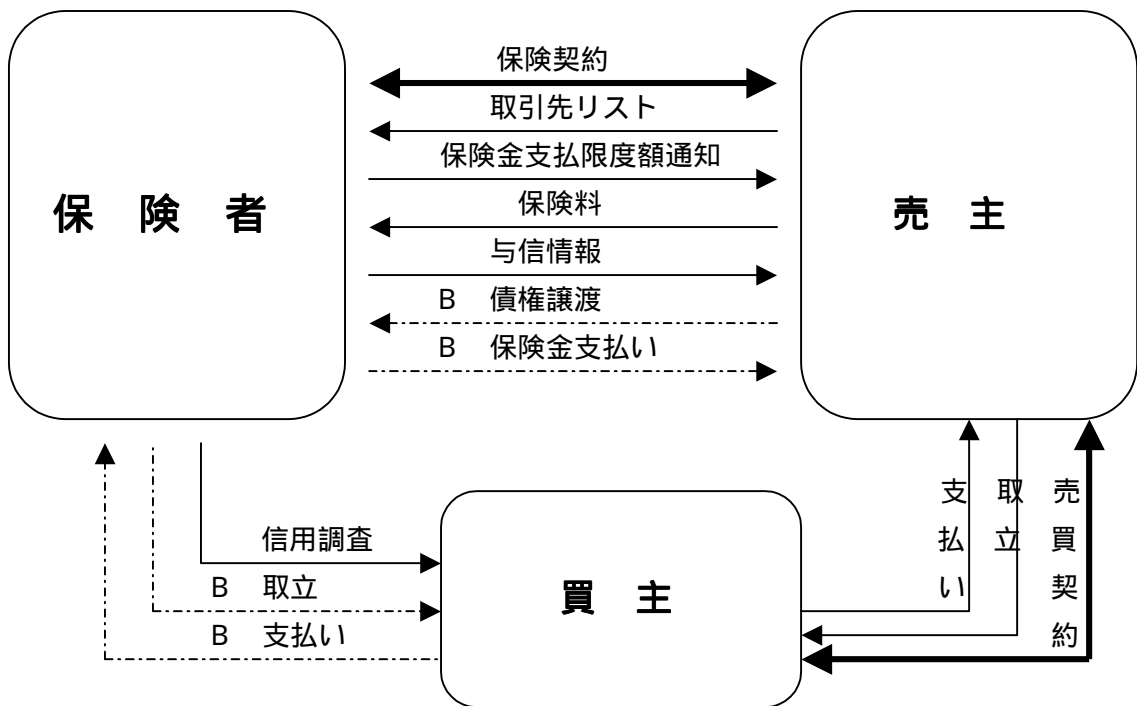 保険契約
取引先リスト
保険金支払限度額通知
保険料
与信情報
B 債権譲渡
B 保険金支払い
保 険 者
売 主
信用調査
B 取立
B 支払い
買 主
支払い
取立
売買契約